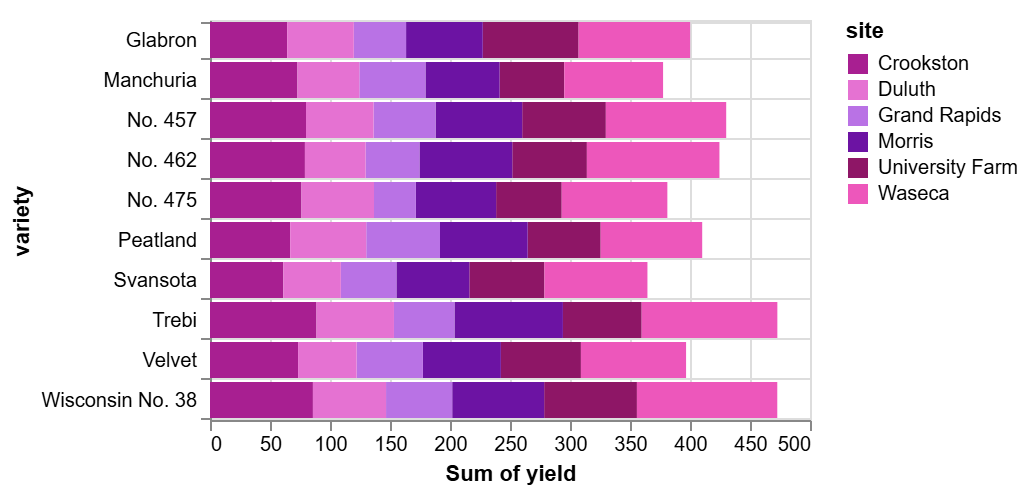 Glabron
Manchuria
No. 457
No. 462
No. 475
Peatland
Svansota
Trebi
Velvet
Wisconsin No. 38
variety
0 50 100 150 200 250 300 350 400 450 500
Sum of yield
site
Crookston
Duluth
Grand Rapids
Morris
University Farm
Waseca